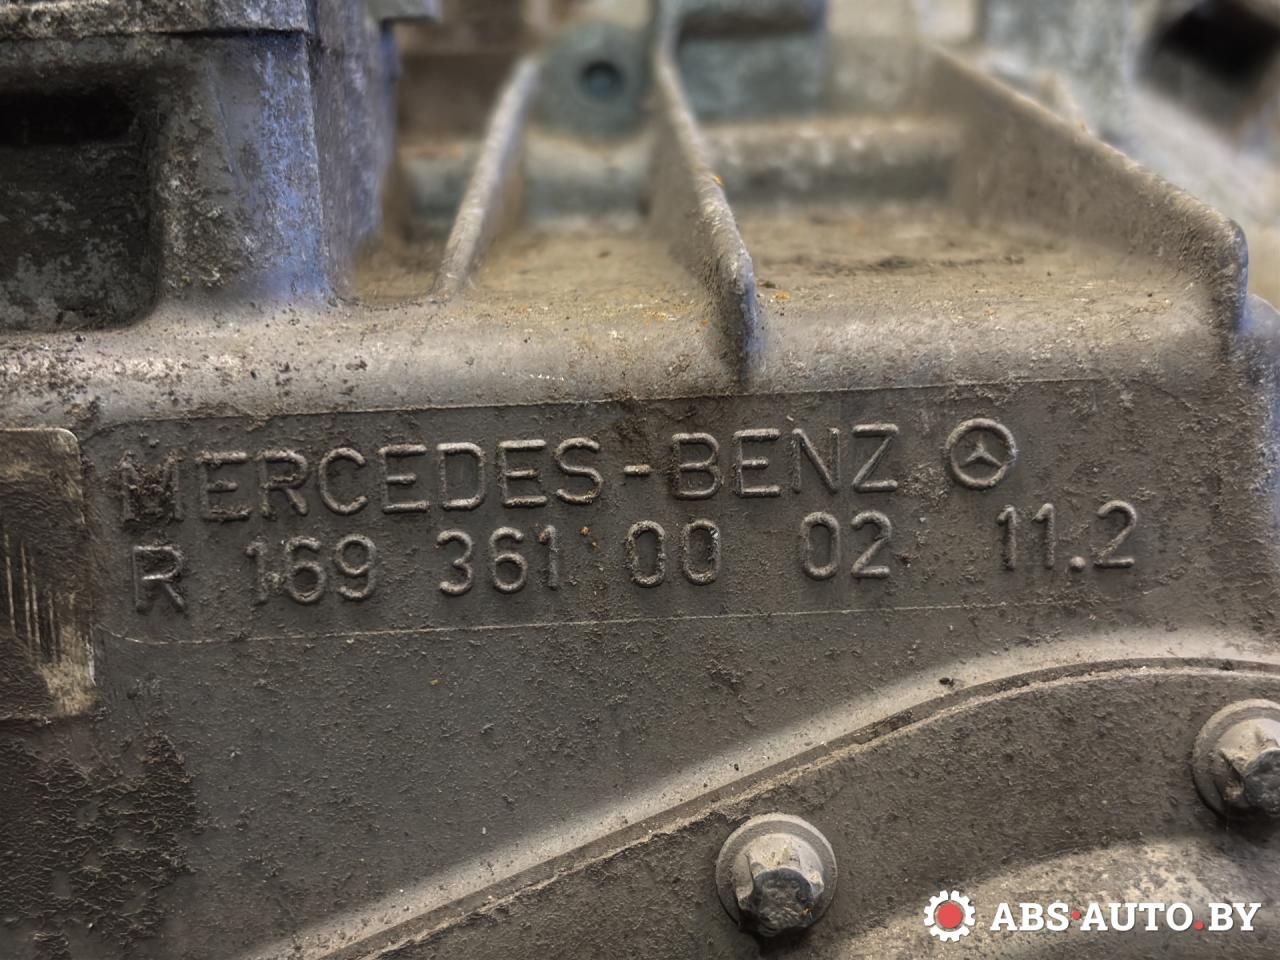 MERCEDES-BENZ
R 169 361 00 02 11.2
ABS·AUTO.BY